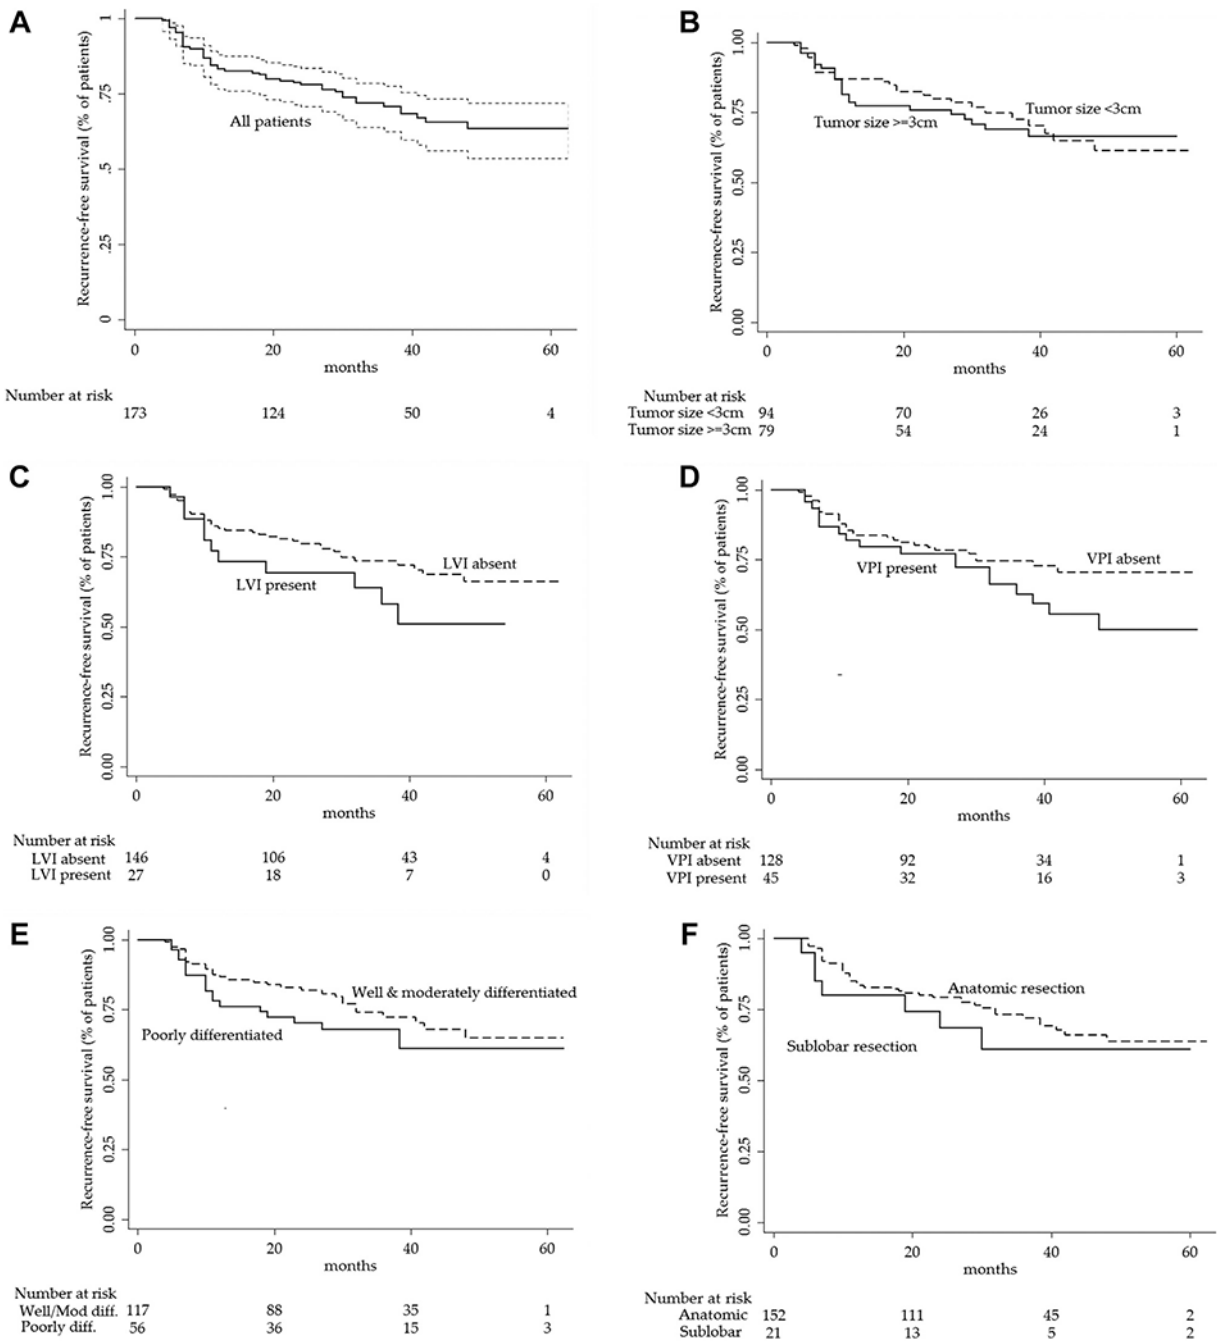 A
Recurrence-free survival (% of patients)
1
.75
.5
.25
0
All patients
0 20 40 60
months
Number at risk
173 124 50 4
B
Recurrence-free survival (% of patients)
1.00
0.75
0.50
0.25
0.00
Tumor size <3cm
Tumor size >=3cm
0 20 40 60
months
Number at risk
Tumor size <3cm 94 70 26 3
Tumor size >=3cm 79 54 24 1
C
Recurrence-free survival (% of patients)
1.00
0.75
0.50
0.25
0.00
LVI absent
LVI present
0 20 40 60
months
Number at risk
LVI absent 146 106 43 4
LVI present 27 18 7 0
D
Recurrence-free survival (% of patients)
1.00
0.75
0.50
0.25
0.00
VPI absent
VPI present
0 20 40 60
months
Number at risk
VPI absent 128 92 34 1
VPI present 45 32 16 3
E
Recurrence-free survival (% of patients)
1.00
0.75
0.50
0.25
0.00
Well & moderately differentiated
Poorly differentiated
0 20 40 60
months
Number at risk
Well/Mod diff. 117 88 35 1
Poorly diff. 56 36 15 3
F
Recurrence-free survival (% of patients)
1.00
0.75
0.50
0.25
0.00
Anatomic resection
Sublobar resection
0 20 40 60
months
Number at risk
Anatomic 152 111 45 2
Sublobar 21 13 5 2